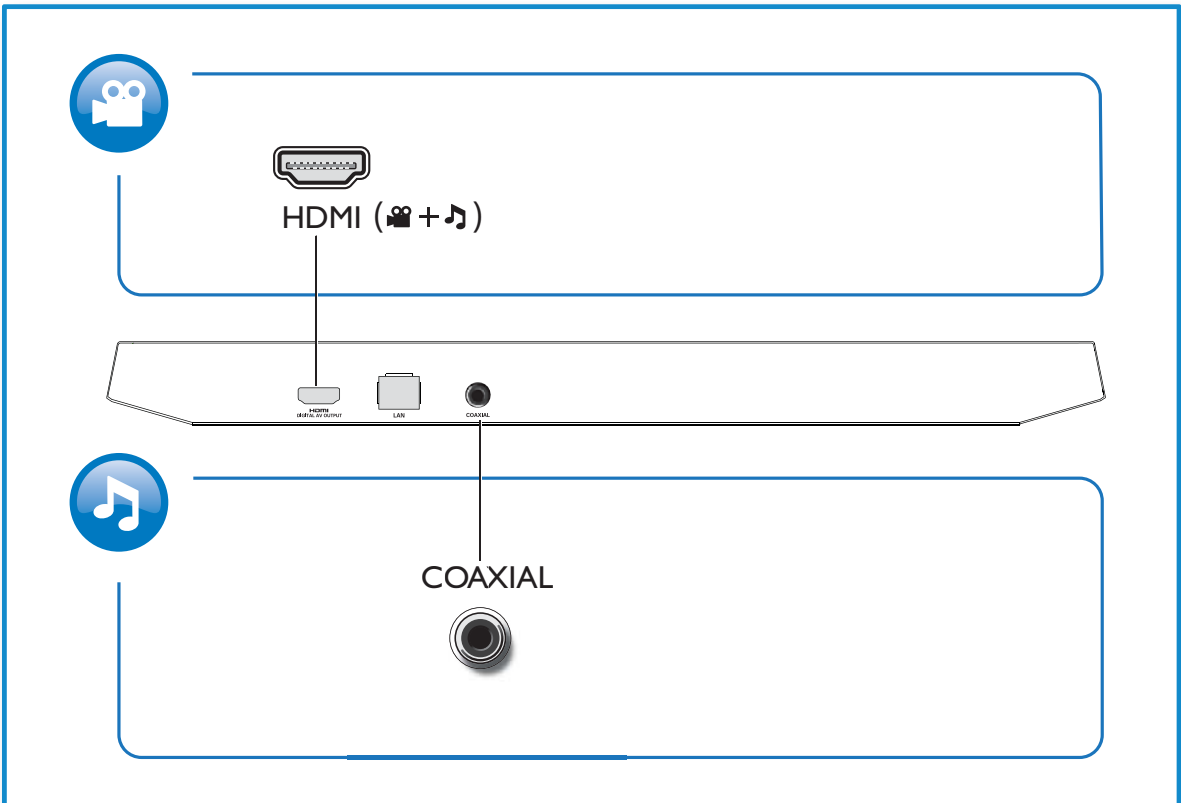 HDMI ( + )
HDMI
DIGITAL AV OUTPUT
LAN
COAXIAL
COAXIAL